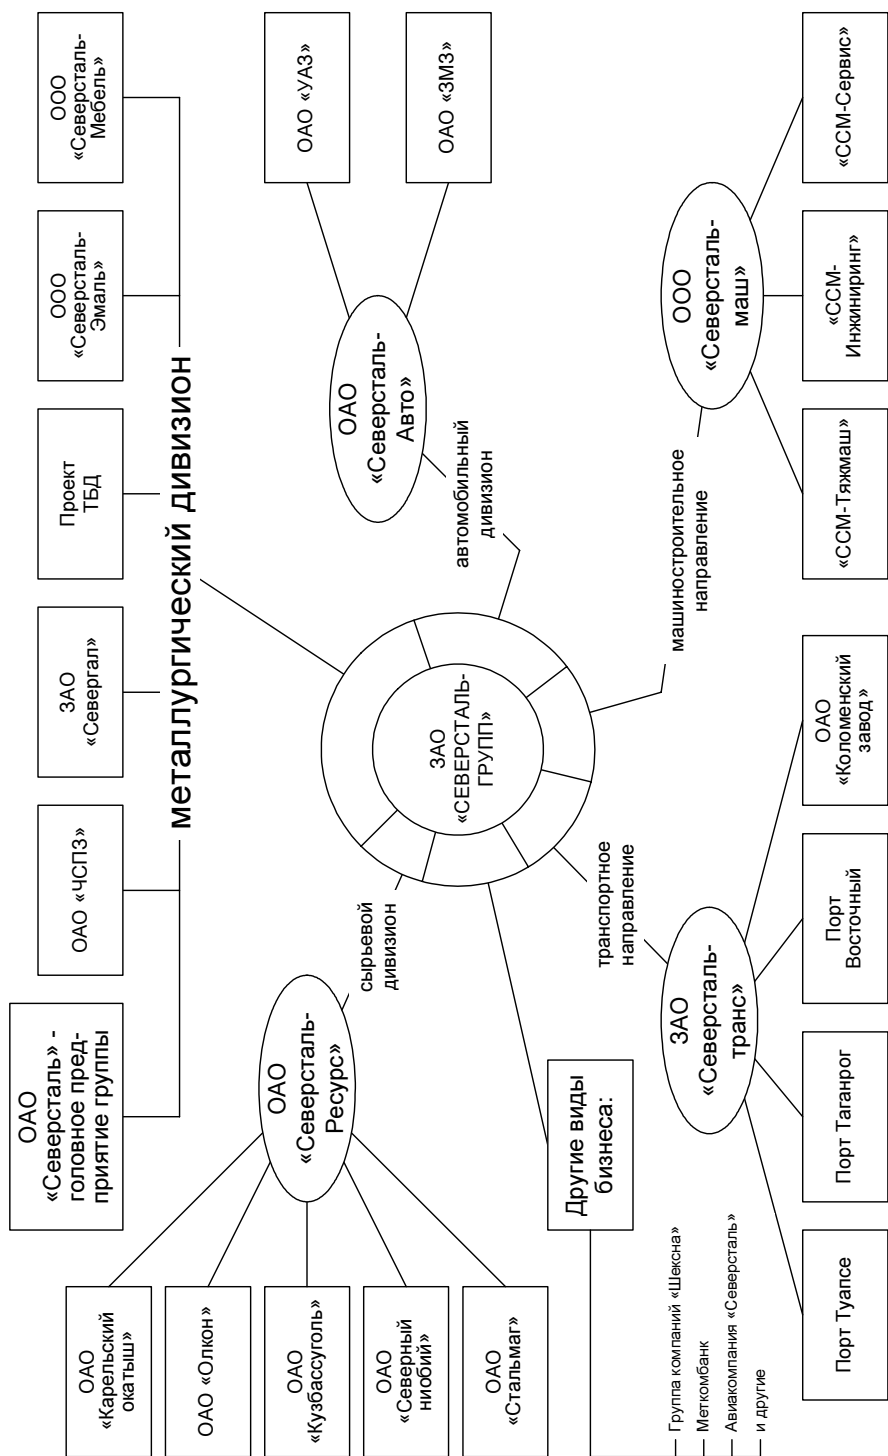 ОАО
«Северсталь» -
головное пред-
приятие группы
ОАО «ЧСПЗ»
ЗАО
«Севергал»
Проект
ТБД
ООО
«Северсталь-
Эмаль»
ООО
«Северсталь-
Мебель»
металлургический дивизион
ОАО
«Карельский
окатыш»
ОАО «Олкон»
ОАО
«Кузбассуголь»
ОАО
«Северный
ниобий»
ОАО
«Стальмаг»
ОАО
«Северсталь-
Ресурс»
сырьевой
дивизион
ЗАО
«СЕВЕРСТАЛЬ-
ГРУПП»
автомобильный
дивизион
ОАО
«Северсталь-
Авто»
ОАО «УАЗ»
ОАО «ЗМЗ»
Другие виды
бизнеса:
Группа компаний «Шексна»
Меткомбанк
Авиакомпания «Северсталь»
и другие
транспортное
направление
ЗАО
«Северсталь-
транс»
Порт Туапсе
Порт Таганрог
Порт
Восточный
ОАО
«Коломенский
завод»
машиностроительное
направление
ООО
«Северсталь-
маш»
«ССМ-Тяжмаш»
«ССМ-
Инжиниринг»
«ССМ-Сервис»